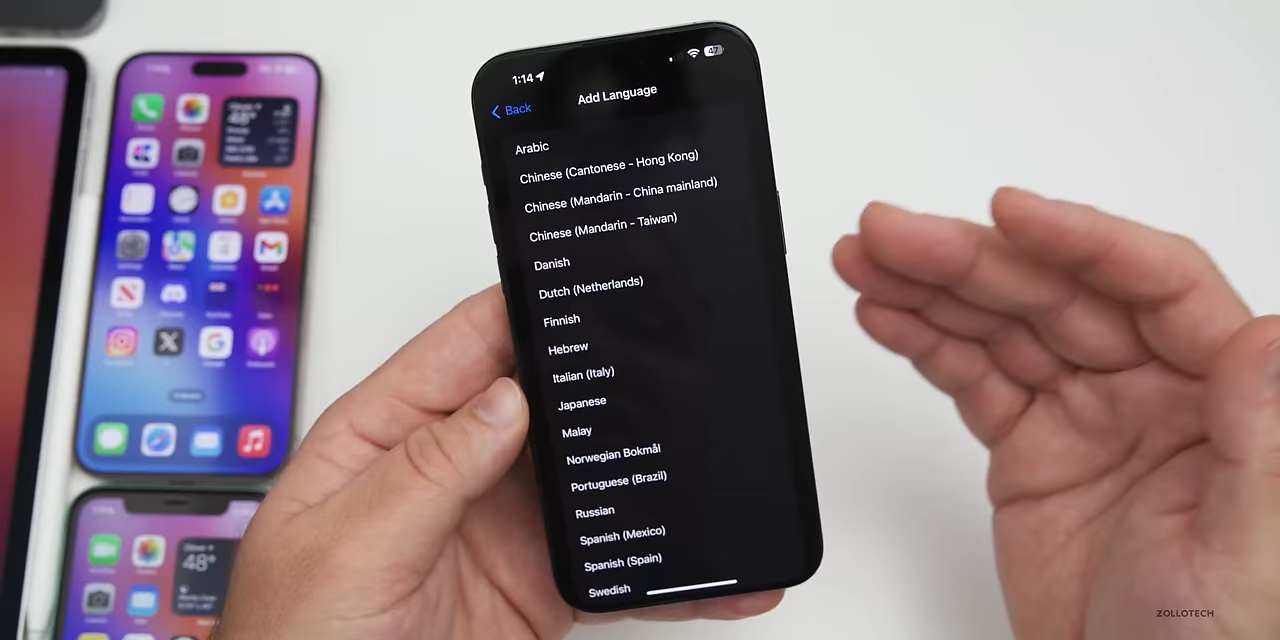 1:14
47
Back
Add Language
Arabic
Chinese (Cantonese - Hong Kong)
Chinese (Mandarin - China mainland)
Chinese (Mandarin - Taiwan)
Danish
Dutch (Netherlands)
Finnish
Hebrew
Italian (Italy)
Japanese
Malay
Norwegian Bokmål
Portuguese (Brazil)
Russian
Spanish (Mexico)
Spanish (Spain)
Swedish
48°
48°
ZOLLOTECH